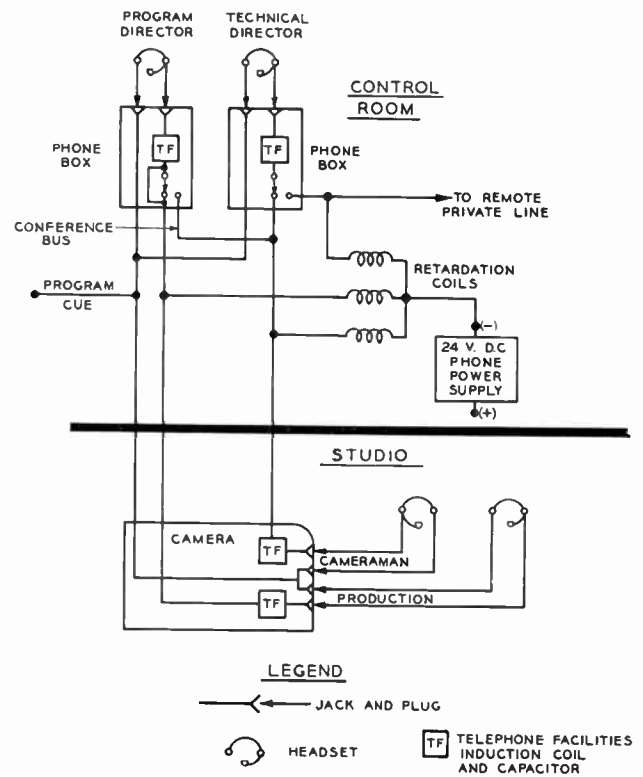 PROGRAM
DIRECTOR
TECHNICAL
DIRECTOR
CONTROL
ROOM
PHONE
BOX
TF
TF
PHONE
BOX
TO REMOTE
PRIVATE LINE
CONFERENCE
BUS
RETARDATION
COILS
PROGRAM
CUE
(-)
24 V. D.C
PHONE
POWER
SUPPLY
(+)
STUDIO
CAMERA
TF
CAMERAMAN
TF
PRODUCTION
LEGEND
JACK AND PLUG
HEADSET
TF
TELEPHONE FACILITIES
INDUCTION COIL
AND CAPACITOR